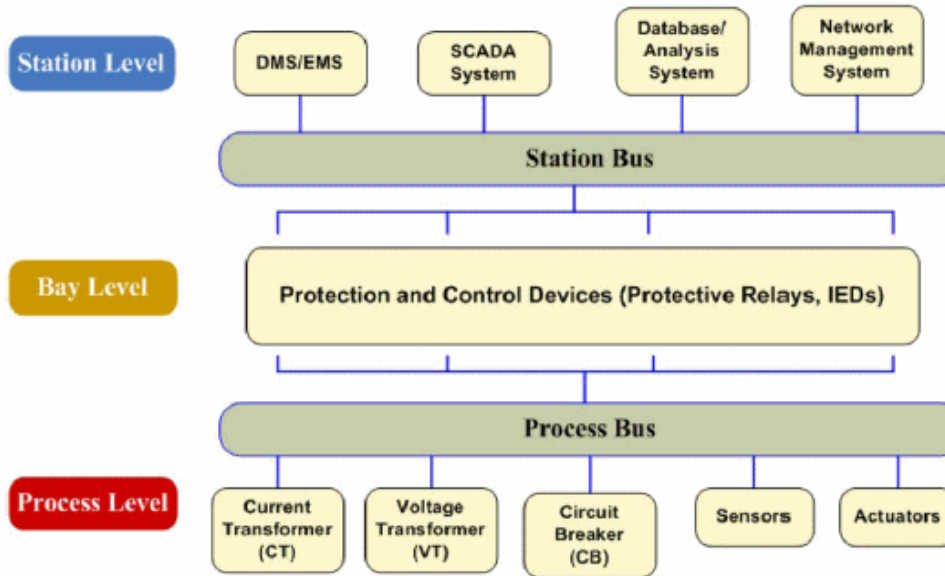 Station Level
DMS/EMS
SCADA
System
Database/
Analysis
System
Network
Management
System
Station Bus
Bay Level
Protection and Control Devices (Protective Relays, IEDs)
Process Bus
Process Level
Current
Transformer
(CT)
Voltage
Transformer
(VT)
Circuit
Breaker
(CB)
Sensors
Actuators